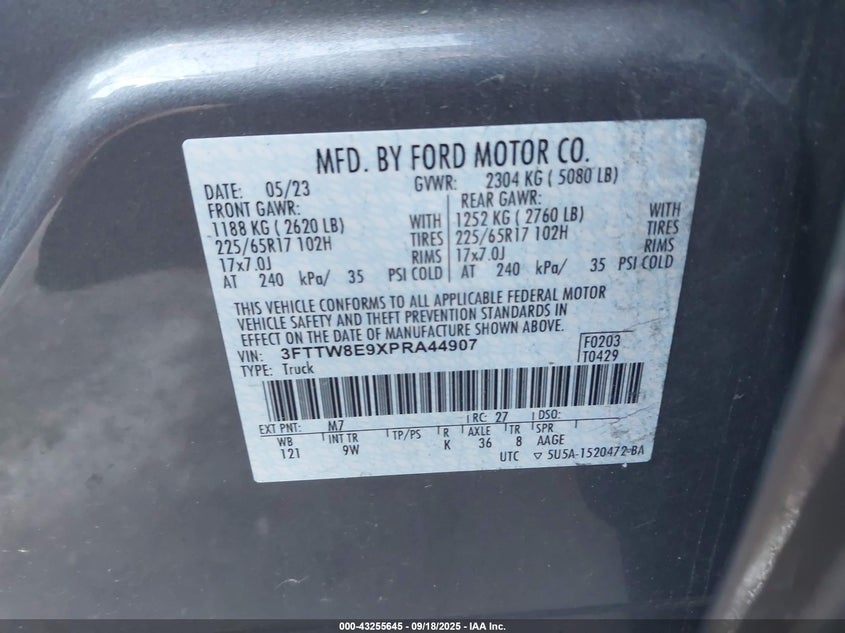 MFD. BY FORD MOTOR CO.
DATE: 05/23 GVWR: 2304 KG ( 5080 LB)
FRONT GAWR: REAR GAWR:
1188 KG ( 2620 LB) WITH 1252 KG ( 2760 LB) WITH
225/65R17 102H TIRES 225/65R17 102H TIRES
17x7.0J RIMS 17x7.0J RIMS
AT 240 kPa/ 35 PSI COLD AT 240 kPa/ 35 PSI COLD
THIS VEHICLE CONFORMS TO ALL APPLICABLE FEDERAL MOTOR
VEHICLE SAFETY AND THEFT PREVENTION STANDARDS IN
EFFECT ON THE DATE OF MANUFACTURE SHOWN ABOVE.
VIN: 3FTTW8E9XPRA44907 F0203
TYPE: Truck T0429
EXT PNT: M7 RC: 27 DSO:
WB INT TR TP/PS R AXLE TR SPR
121 9W K 36 8 AAGE
UTC ▽ 5U5A-1520472-BA
000-43255645 - 09/18/2025 - IAA Inc.